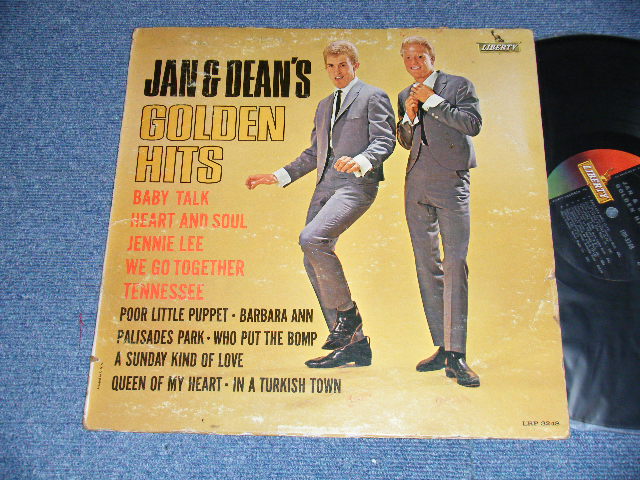 LIBERTY
JAN & DEAN'S
GOLDEN
HITS
BABY TALK
HEART AND SOUL
JENNIE LEE
WE GO TOGETHER
TENNESSEE
POOR LITTLE PUPPET • BARBARA ANN
PALISADES PARK • WHO PUT THE BOMP
A SUNDAY KIND OF LOVE
QUEEN OF MY HEART • IN A TURKISH TOWN
LRP 3248
LIBERTY